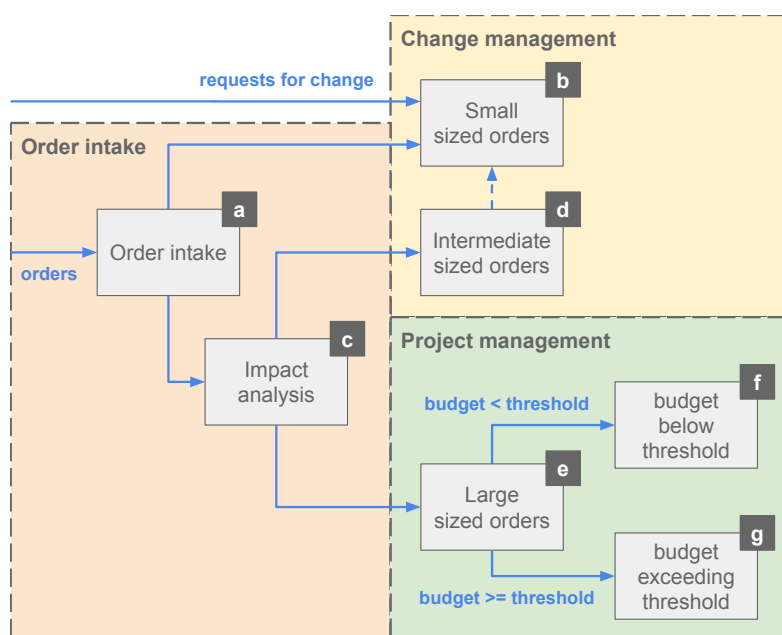 Change management
requests for change
b
Small
sized orders
Order intake
a
Order intake
orders
d
Intermediate
sized orders
c
Impact
analysis
Project management
budget < threshold
f
budget
below
threshold
e
Large
sized orders
g
budget
exceeding
threshold
budget >= threshold